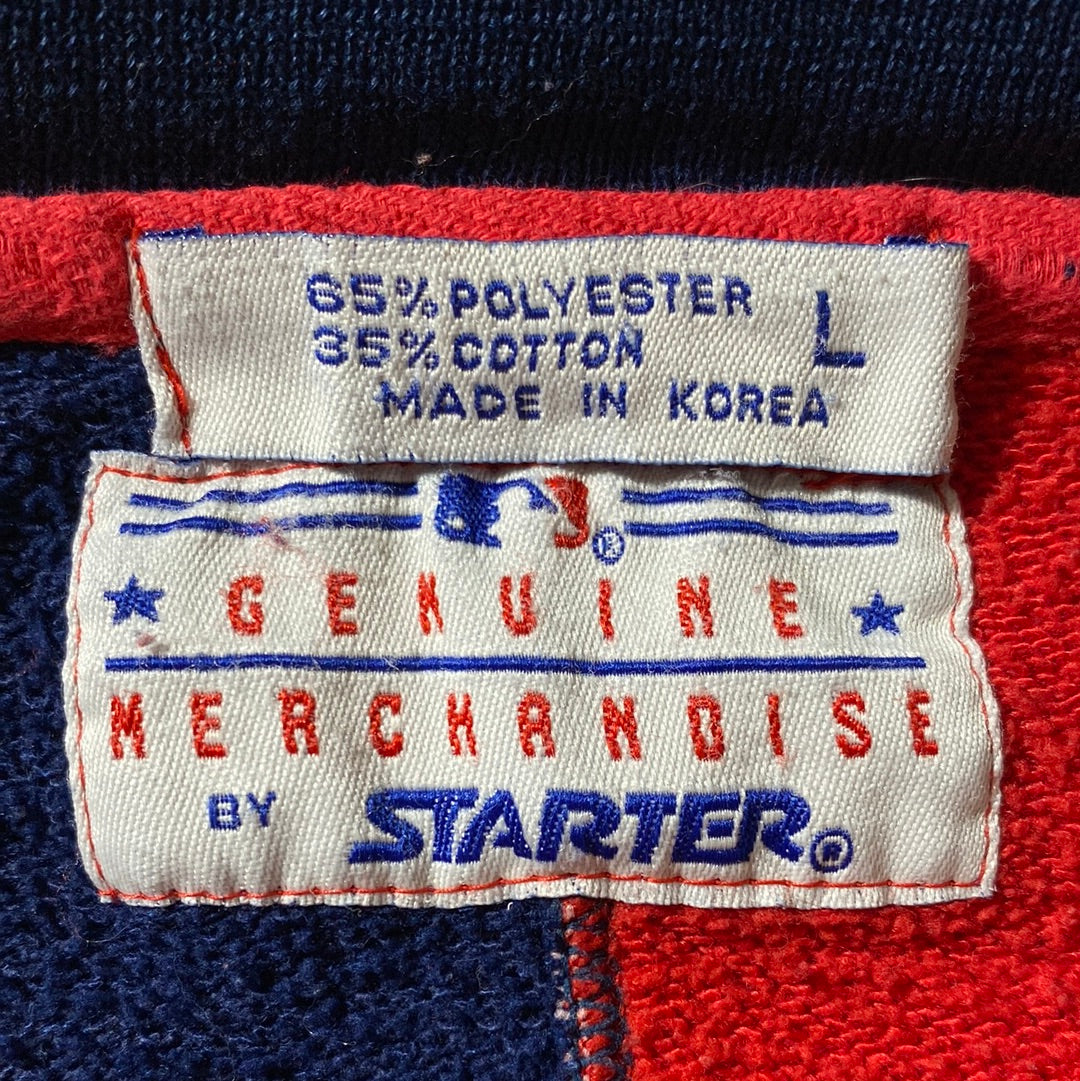 65% POLYESTER
35% COTTON
L
MADE IN KOREA
®
GENUINE
MERCHANDISE
BY STARTER®